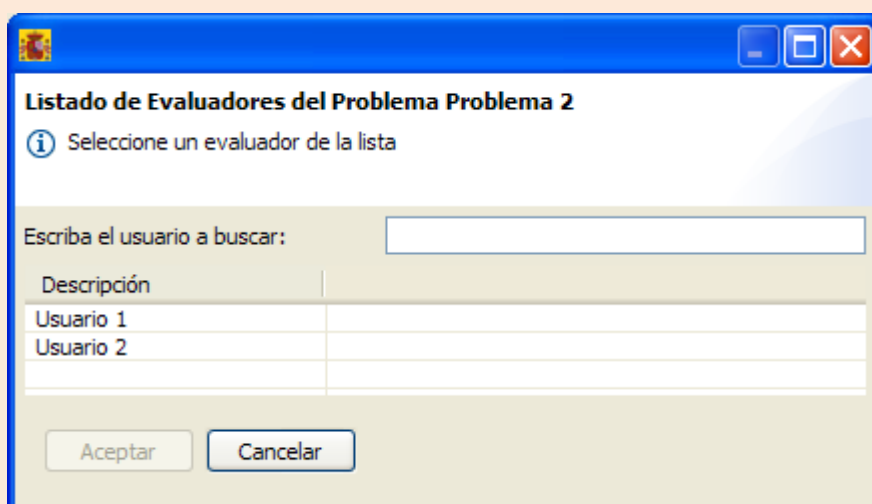 Listado de Evaluadores del Problema Problema 2
Seleccione un evaluador de la lista
Escriba el usuario a buscar:
Descripción
Usuario 1
Usuario 2
Aceptar Cancelar